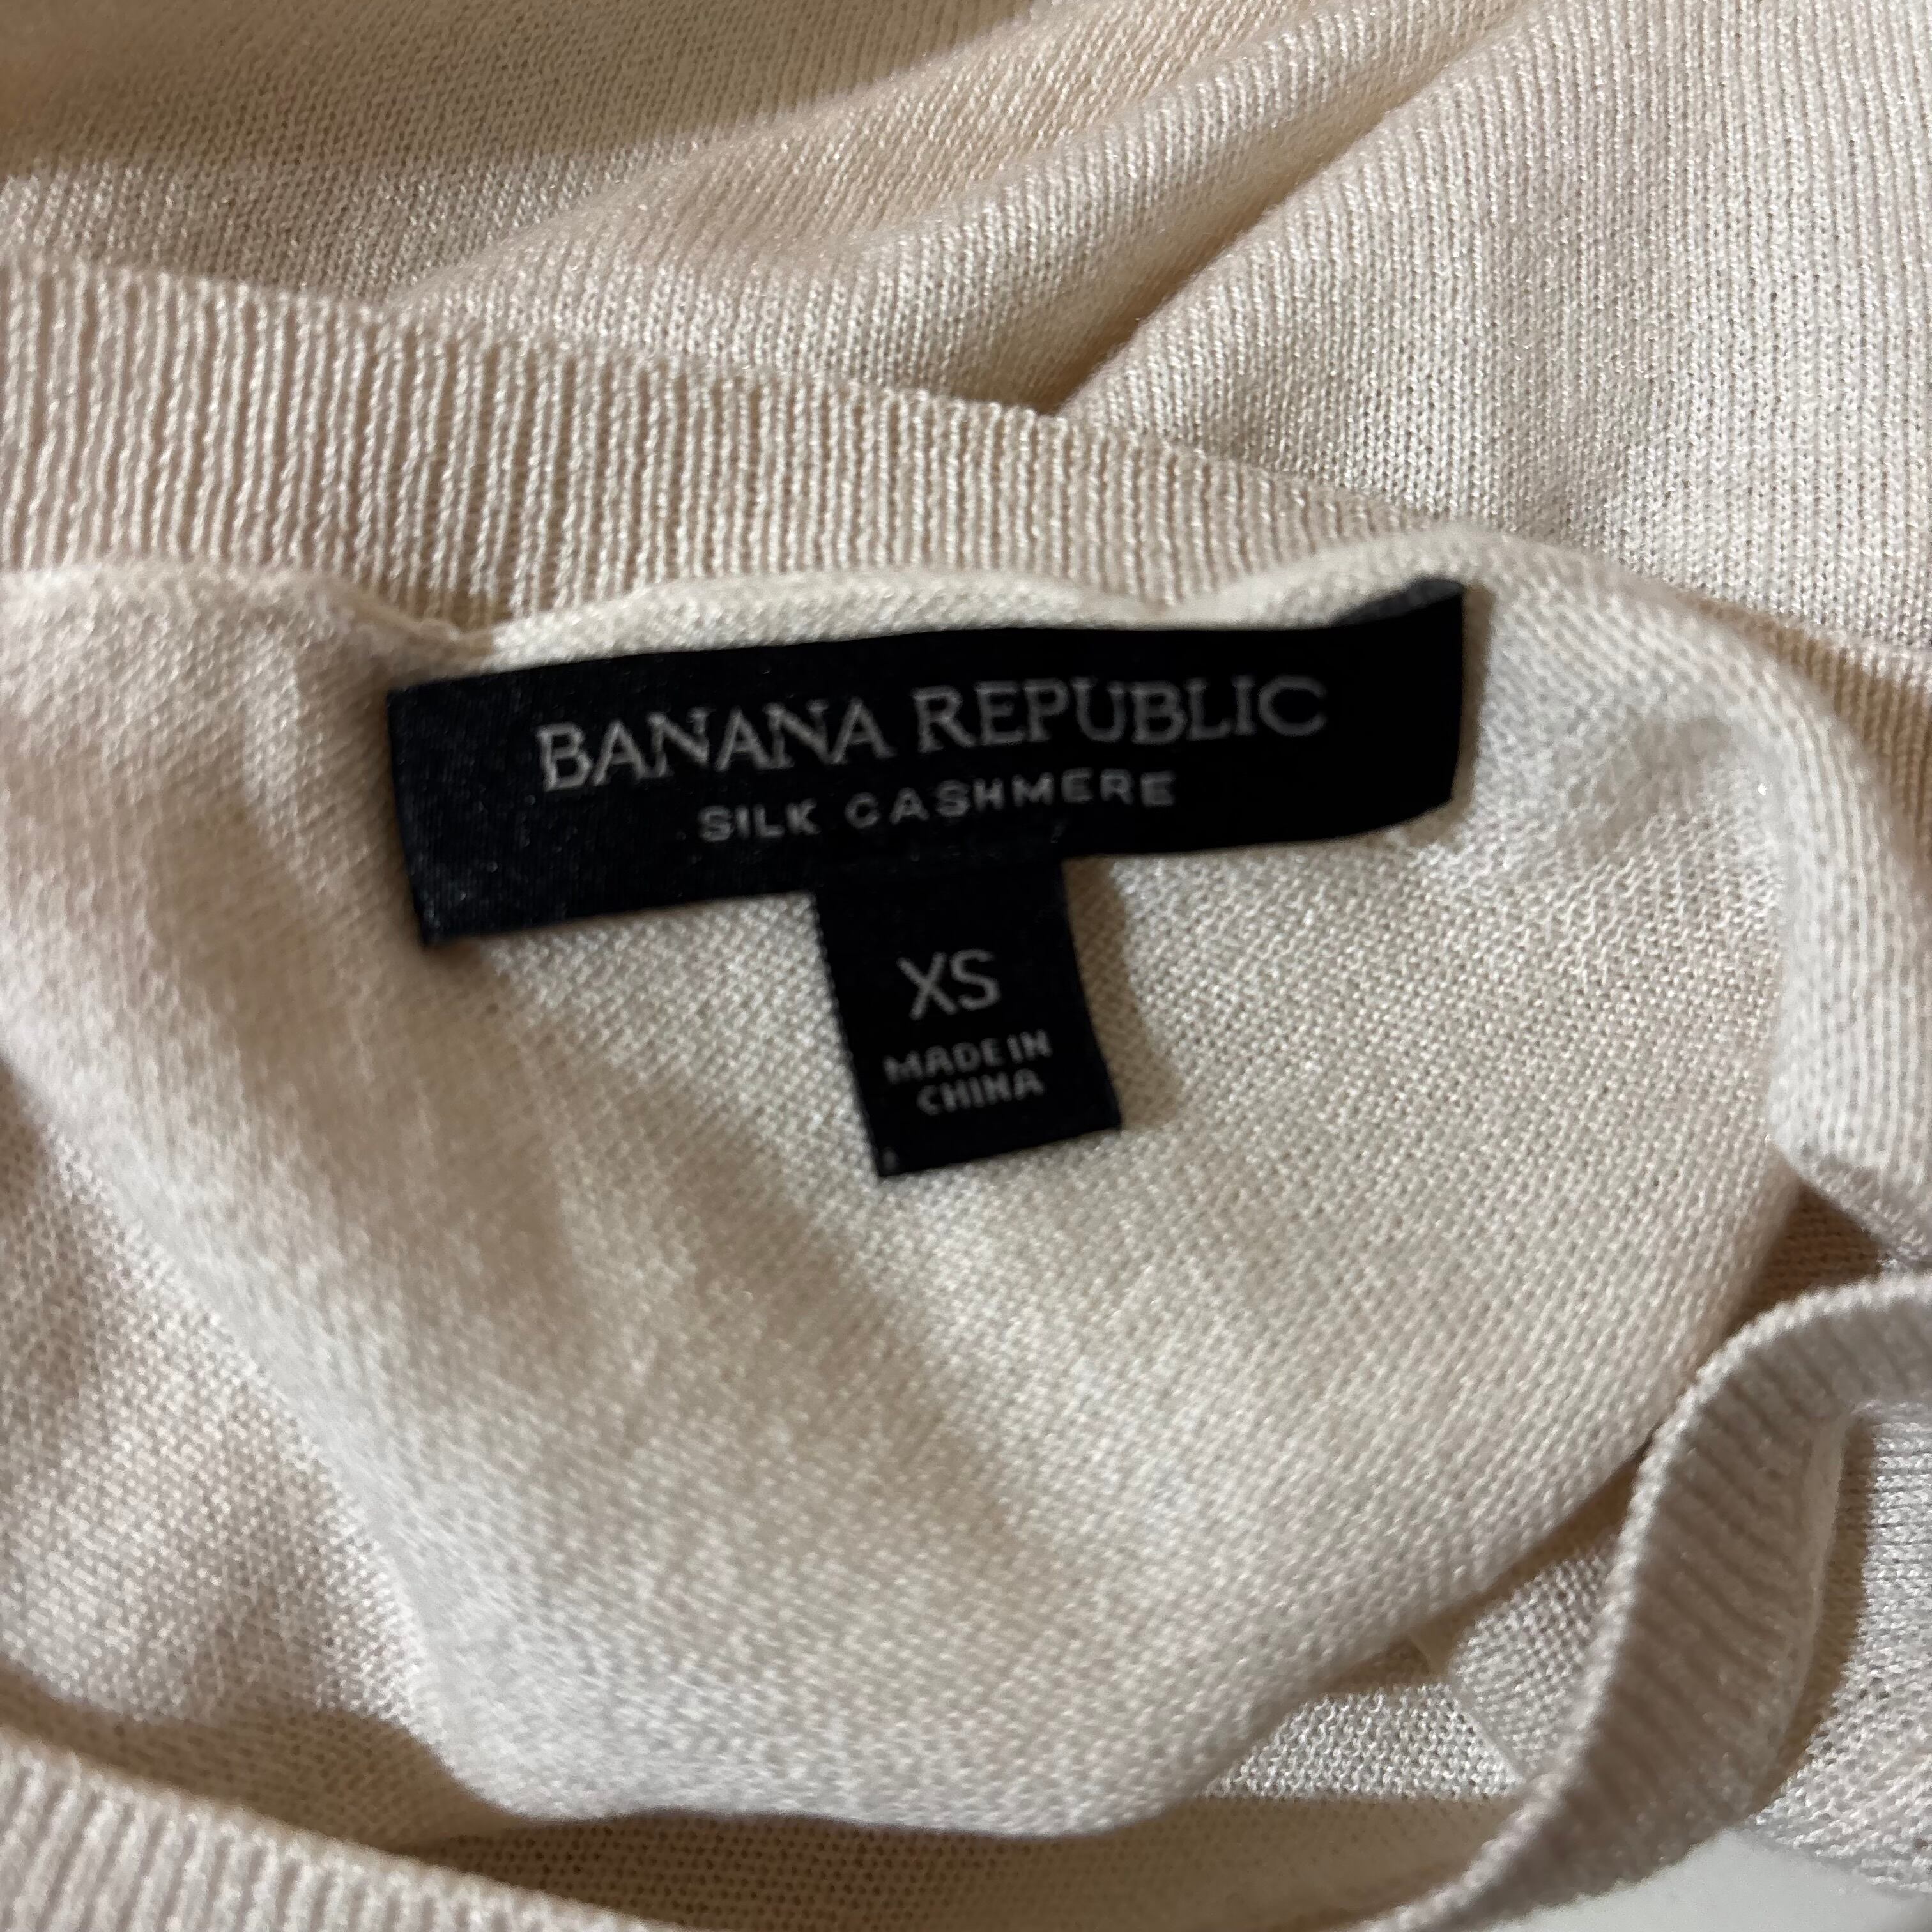 BANANA REPUBLIC
SILK CASHMERE
XS
MADE IN
CHINA